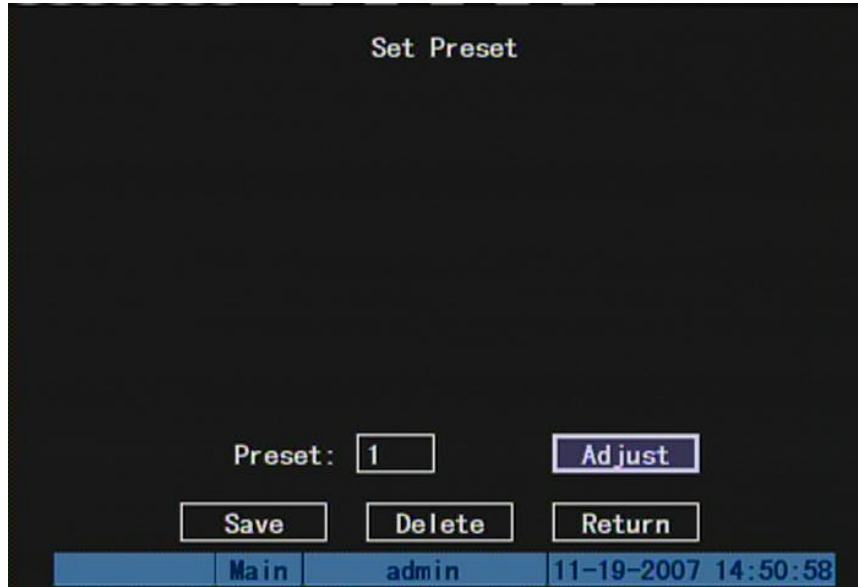 Set Preset
Preset: 1 Adjust
Save Delete Return
Main admin 11-19-2007 14:50:58